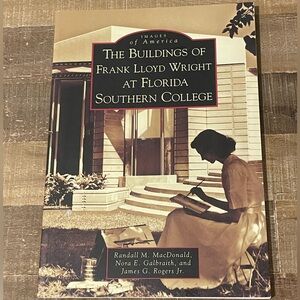 IMAGES
of America
THE BUILDINGS OF
FRANK LLOYD WRIGHT
AT FLORIDA
SOUTHERN COLLEGE
Randall M. MacDonald,
Nora E. Galbraith, and
James G. Rogers Jr.